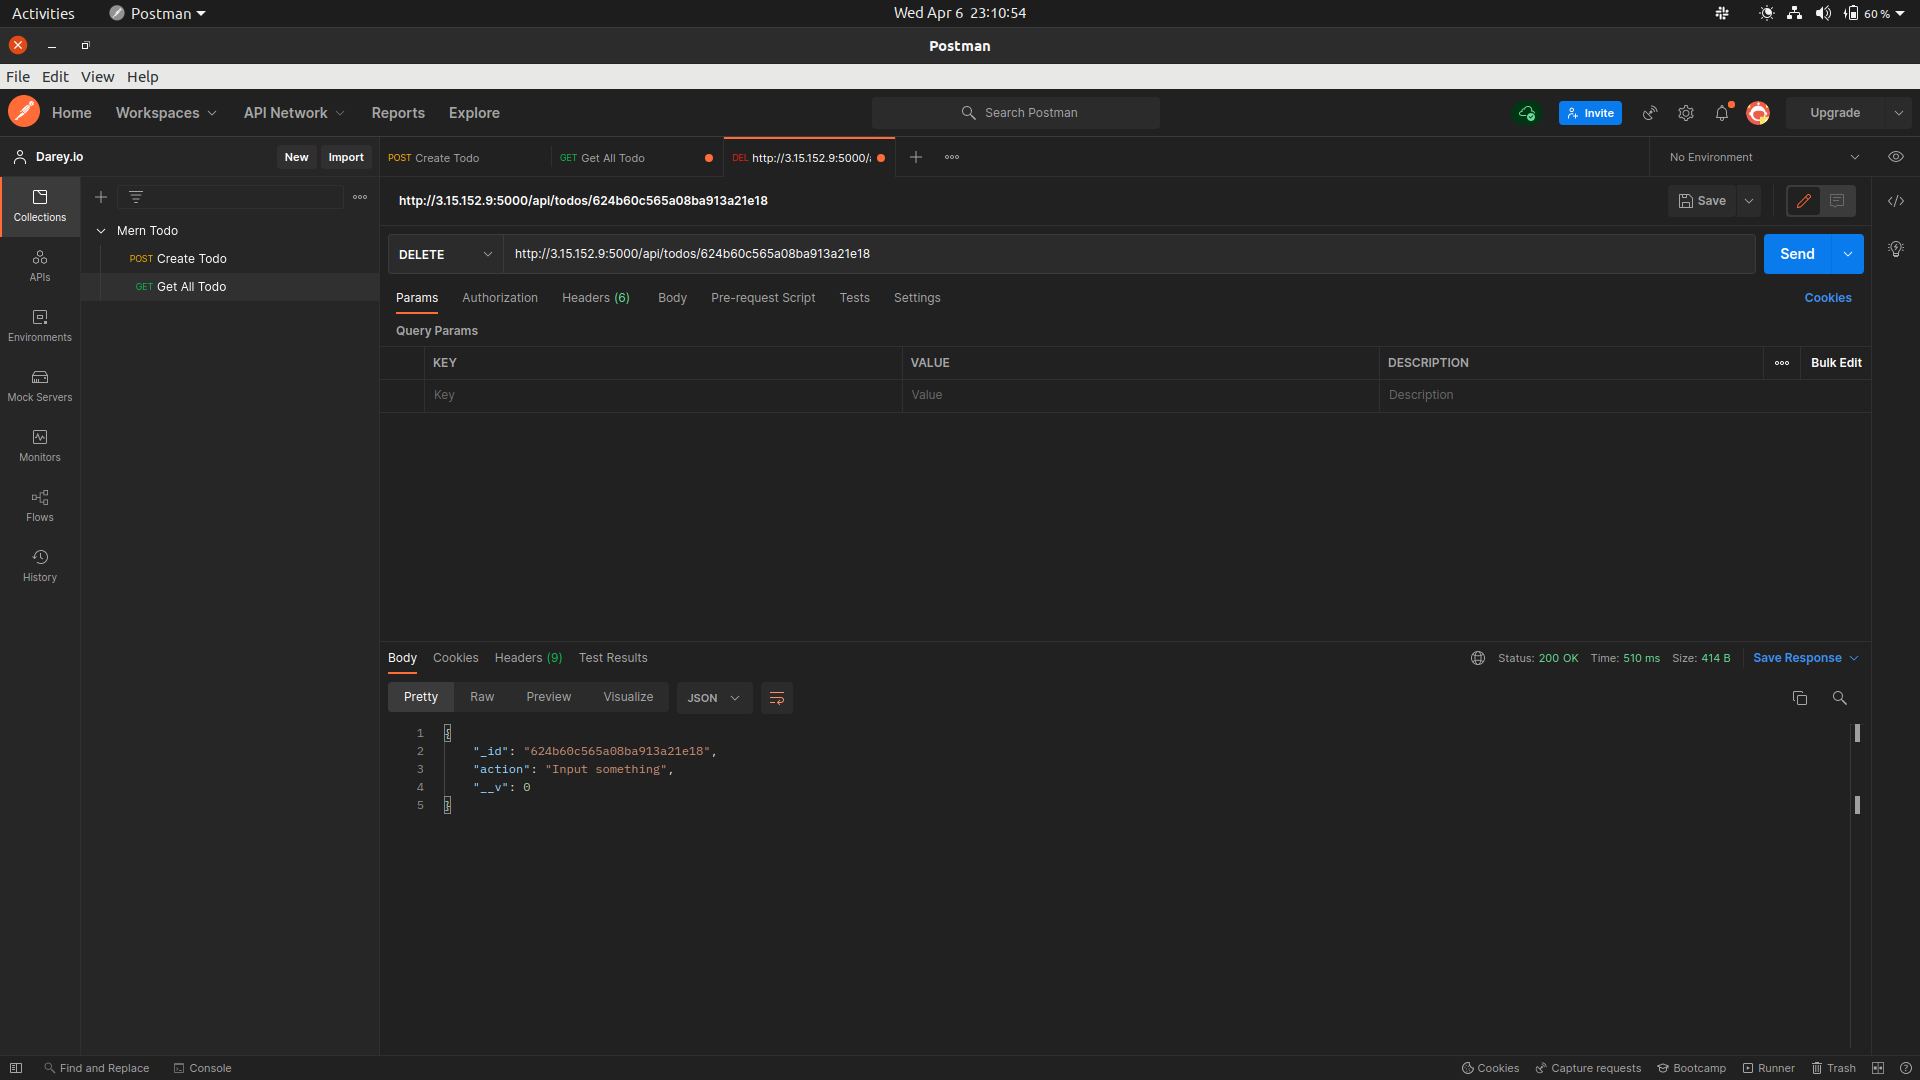 Activities Postman Wed Apr 6 23:10:54 60 %
Postman
File Edit View Help
Home Workspaces API Network Reports Explore Search Postman Invite Upgrade
Darey.Io New Import POST Create Todo GET Get All Todo DEL http://3.15.152.9:5000/ No Environment
Collections
APIs
Environments
Mock Servers
Monitors
Flows
History
Mern Todo
POST Create Todo
GET Get All Todo
http://3.15.152.9:5000/api/todos/624b60c565a08ba913a21e18 Save
DELETE http://3.15.152.9:5000/api/todos/624b60c565a08ba913a21e18 Send
Params Authorization Headers (6) Body Pre-request Script Tests Settings Cookies
Query Params
KEY VALUE DESCRIPTION Bulk Edit
Key Value Description
Body Cookies Headers (9) Test Results Status: 200 OK Time: 510 ms Size: 414 B Save Response
Pretty Raw Preview Visualize JSON
1 {
2 "_id": "624b60c565a08ba913a21e18",
3 "action": "Input something",
4 "__v": 0
5 }
Find and Replace Console Cookies Capture requests Bootcamp Runner Trash